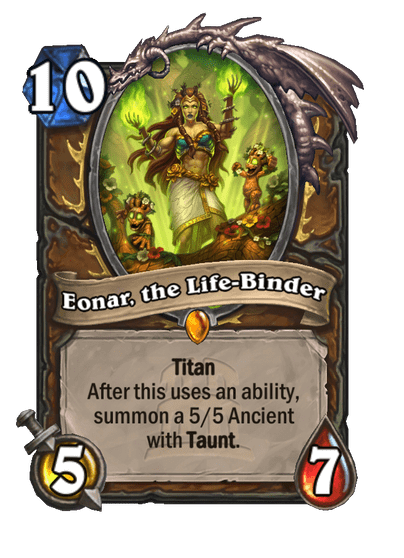 10
Eonar, the Life-Binder
Titan
After this uses an ability,
summon a 5/5 Ancient
with Taunt.
5
7